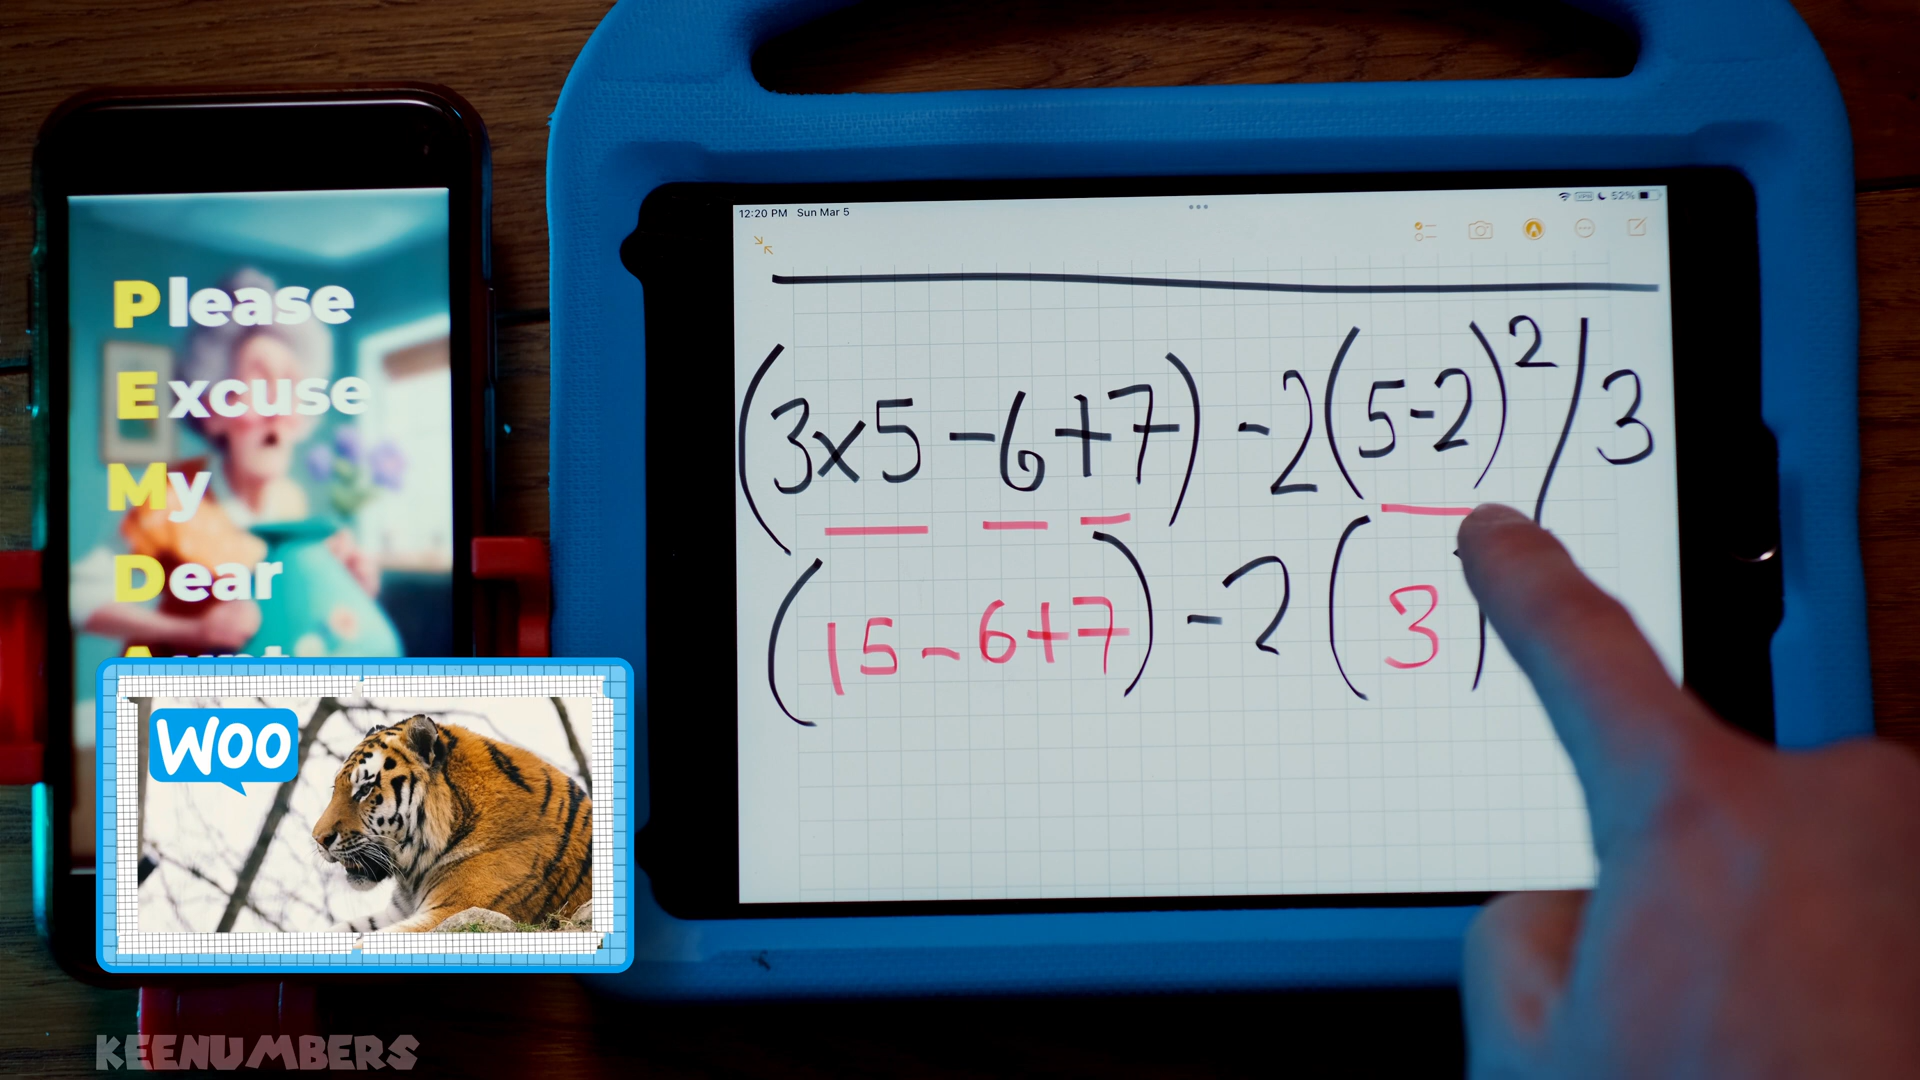 Please
Excuse
My
Dear
12:20 PM Sun Mar 5
52%
(3x5-6+7)-2(5-2)²/3
(15-6+7)-2(3)
WOO
KEENUMBERS